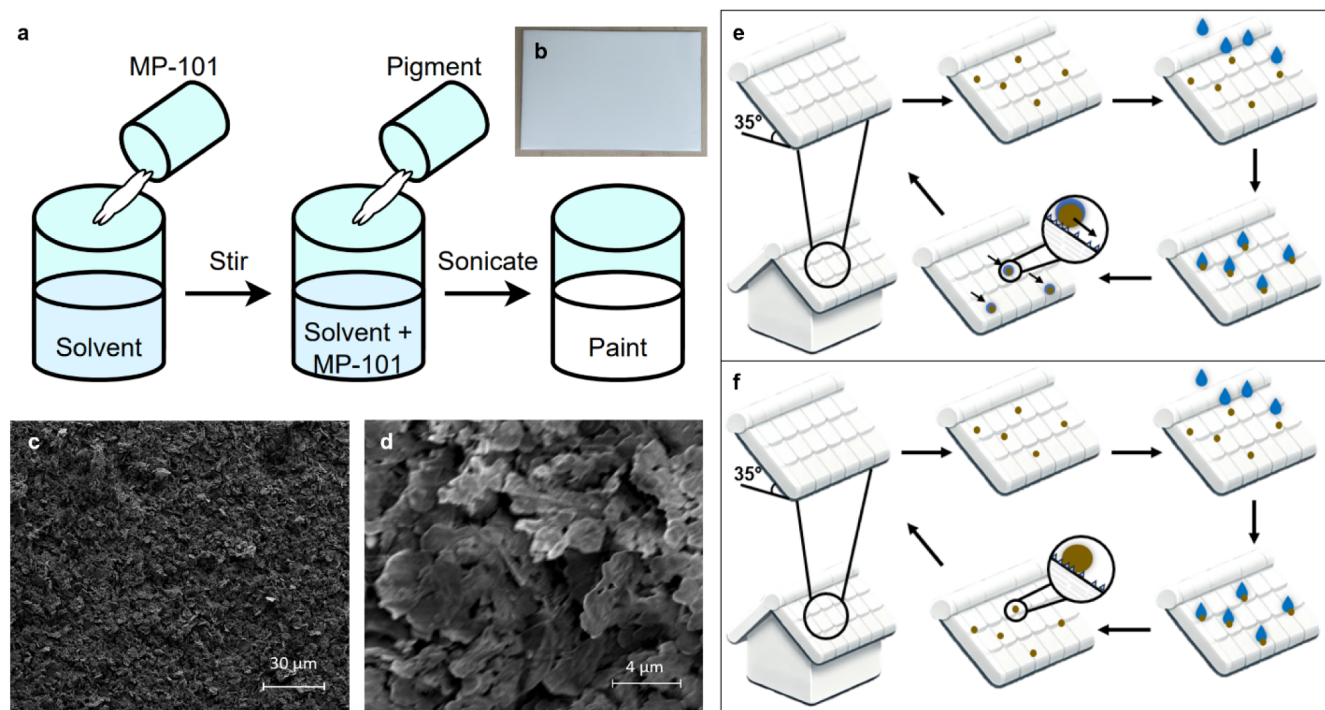 a
MP-101
Pigment
b
Stir
Sonicate
Solvent
Solvent +
MP-101
Paint
c
30 µm
d
4 µm
e
35°
f
35°